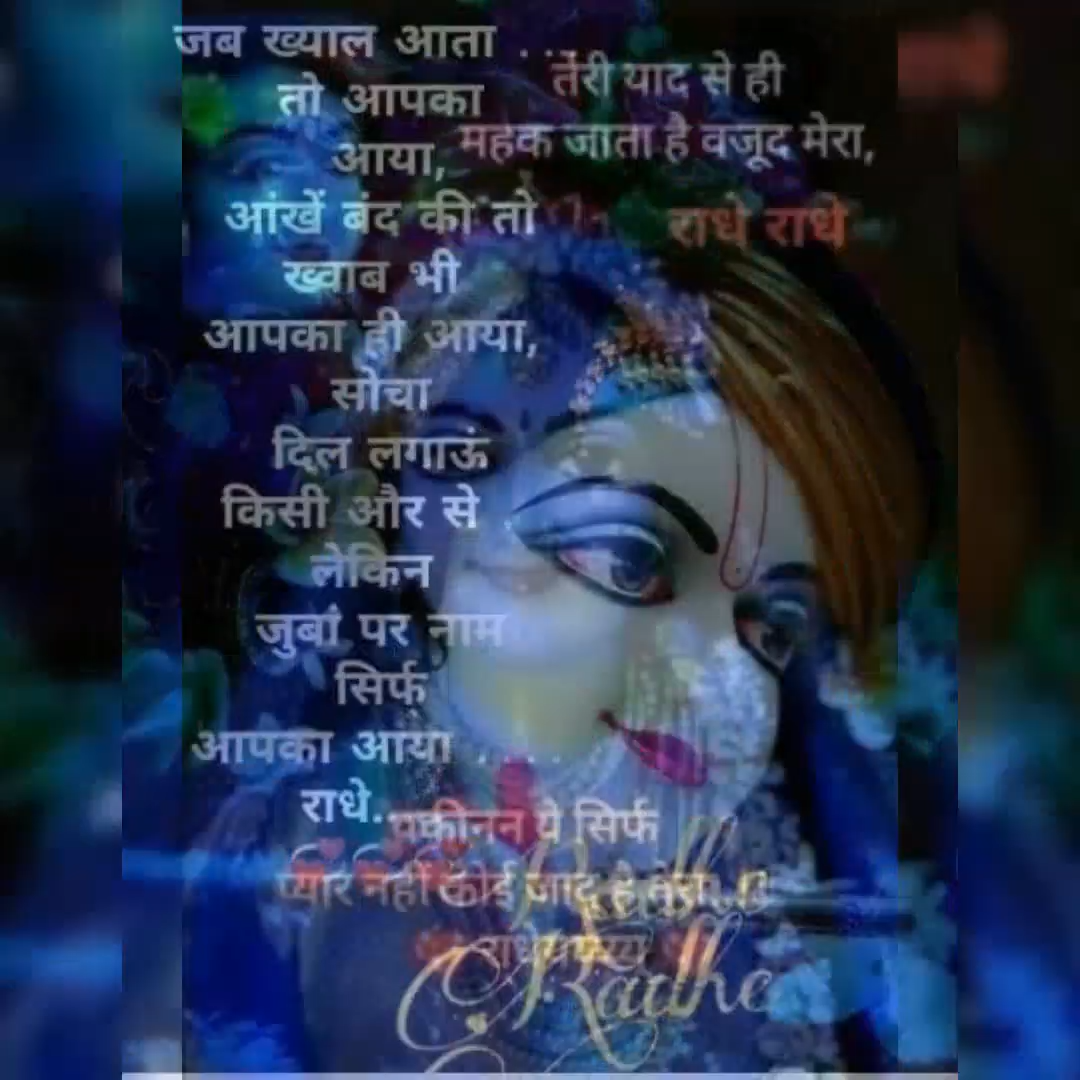 जब ख्याल आता . . .
तो आपका
आया,
आंखें बंद की तो
ख्वाब भी
आपका ही आया,
सोचा
दिल लगाऊं
किसी और से
लेकिन
जुबां पर नाम
सिर्फ
आपका आया . . . .
राधे..
तेरी याद से ही
महक जाता है वजूद मेरा,
राधे राधे
यकीनन ये सिर्फ
प्यार नहीं कोई जादू है तेरा
Radhe